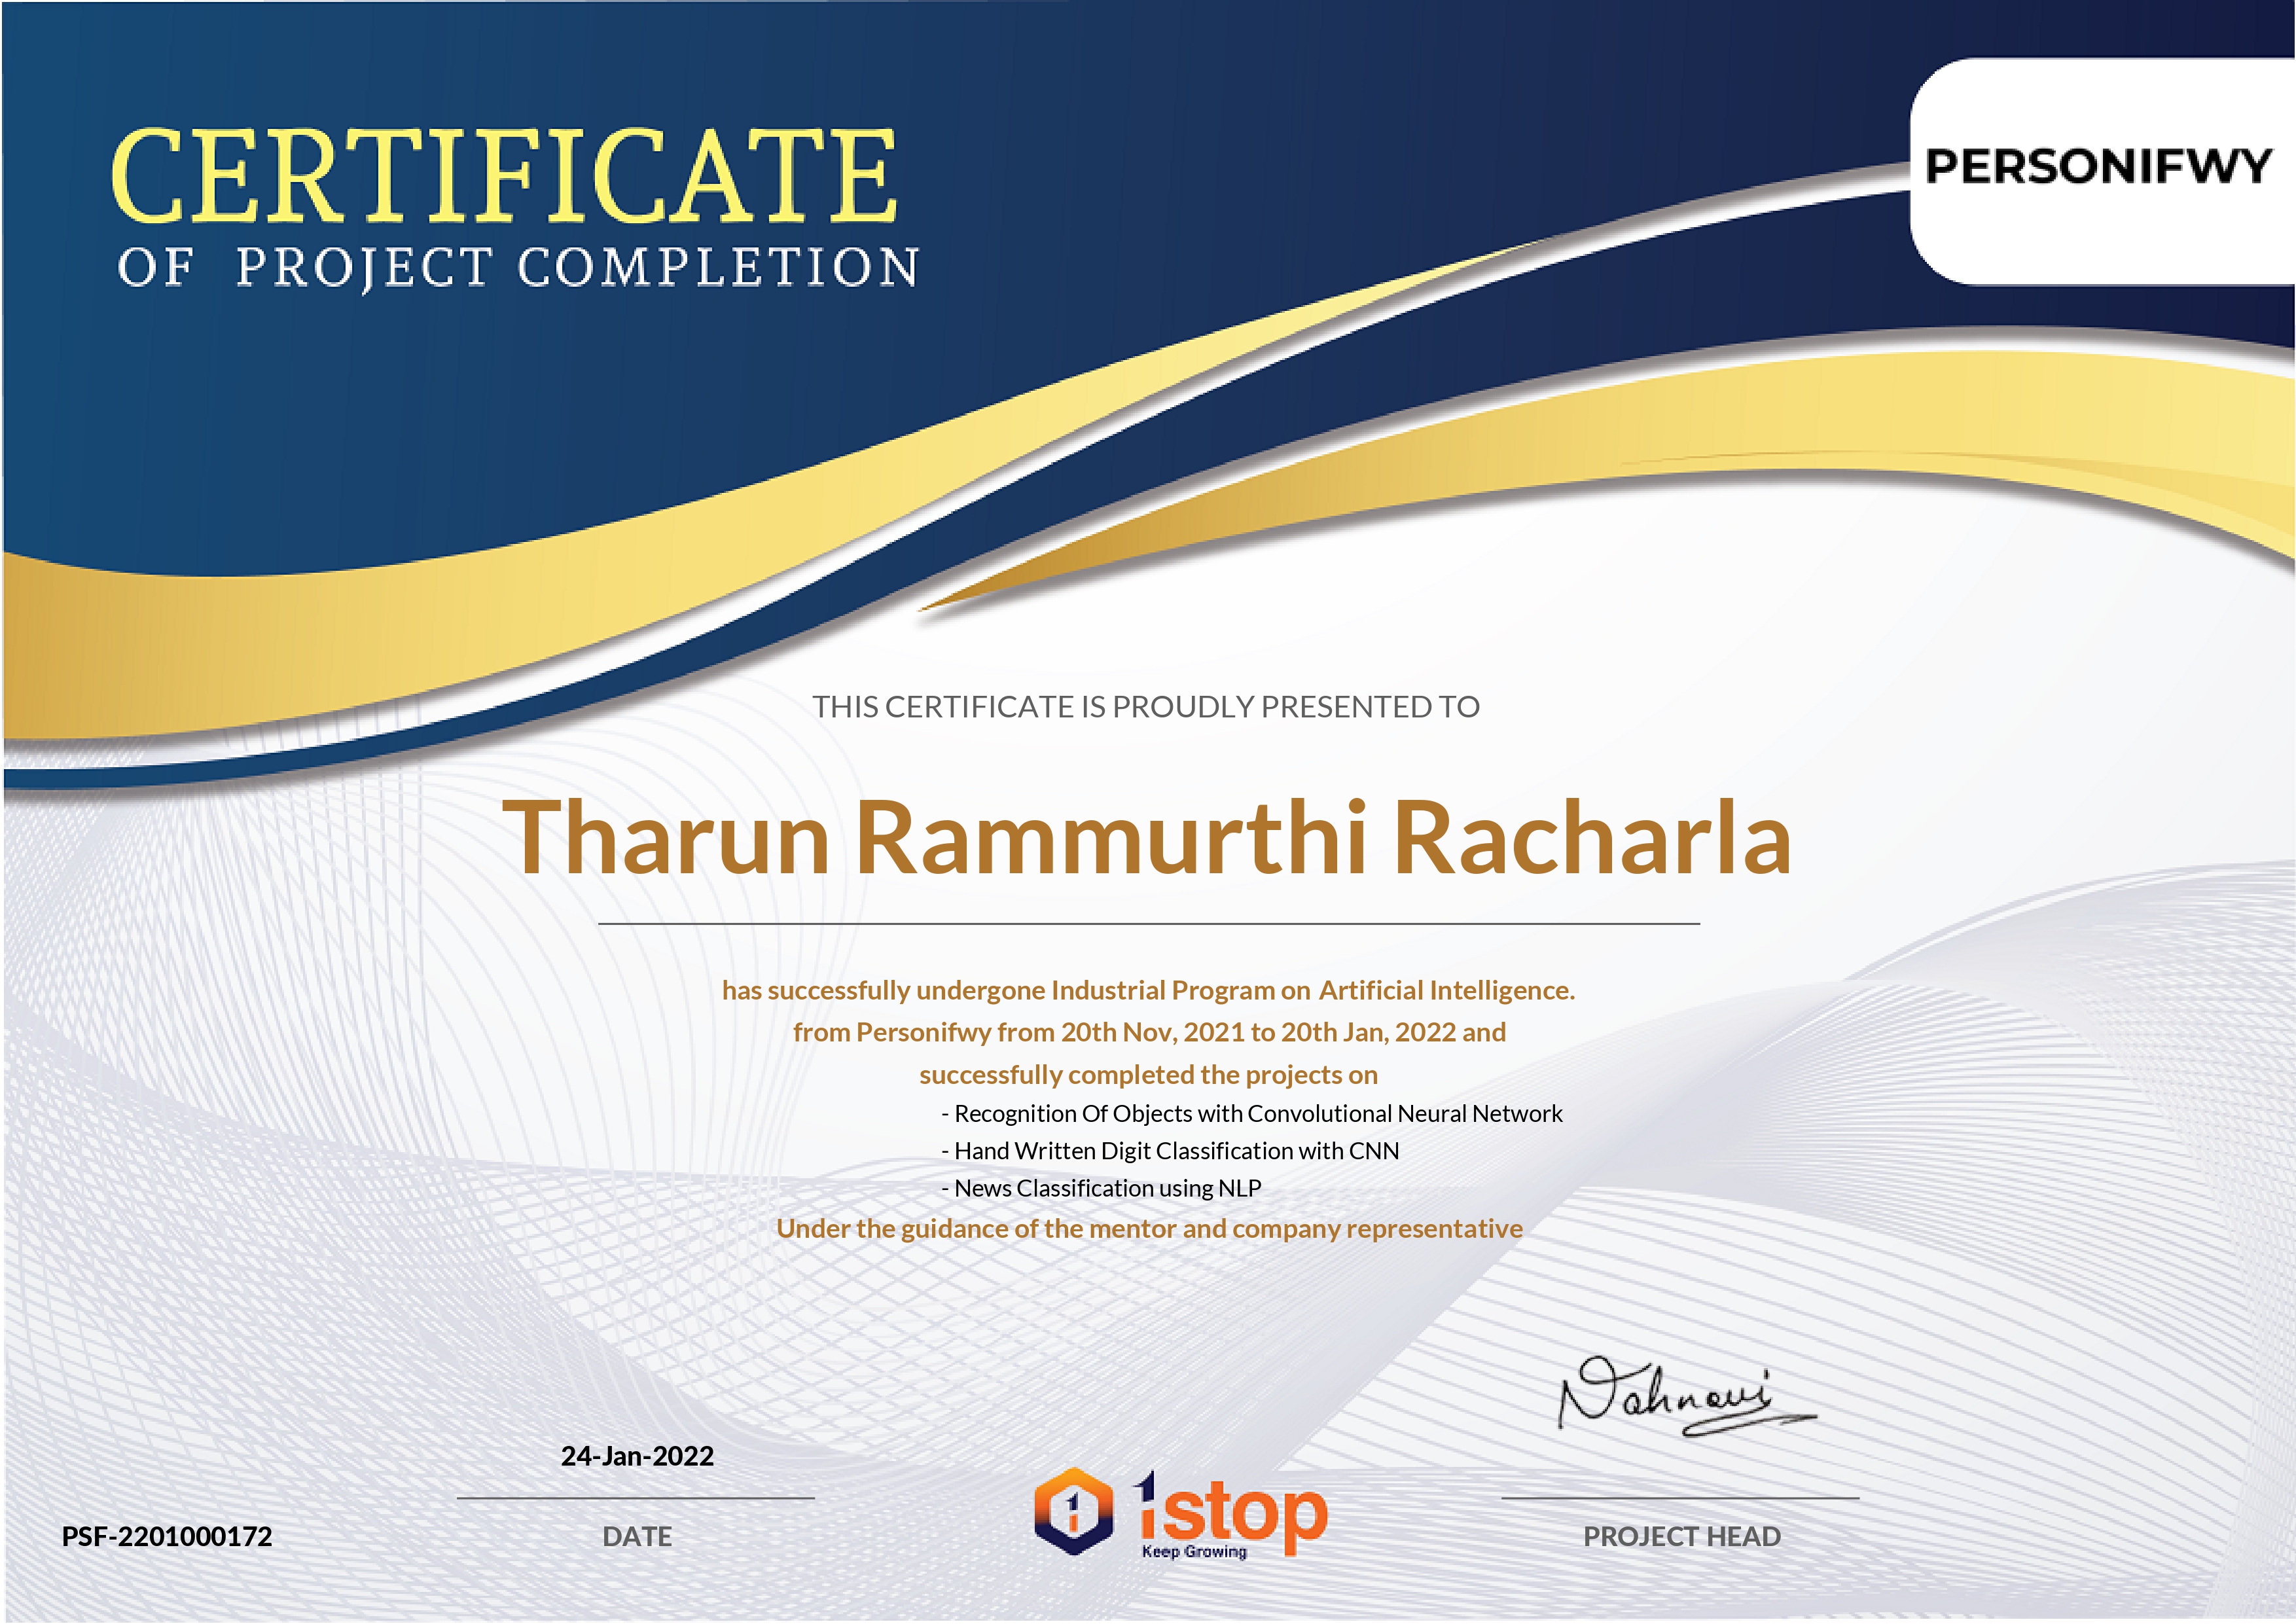 CERTIFICATE
OF PROJECT COMPLETION
PERSONIFWY
THIS CERTIFICATE IS PROUDLY PRESENTED TO
Tharun Rammurthi Racharla
has successfully undergone Industrial Program on Artificial Intelligence.
from Personifwy from 20th Nov, 2021 to 20th Jan, 2022 and
successfully completed the projects on
- Recognition Of Objects with Convolutional Neural Network
- Hand Written Digit Classification with CNN
- News Classification using NLP
Under the guidance of the mentor and company representative
24-Jan-2022
PSF-2201000172
DATE
1stop
Keep Growing
PROJECT HEAD